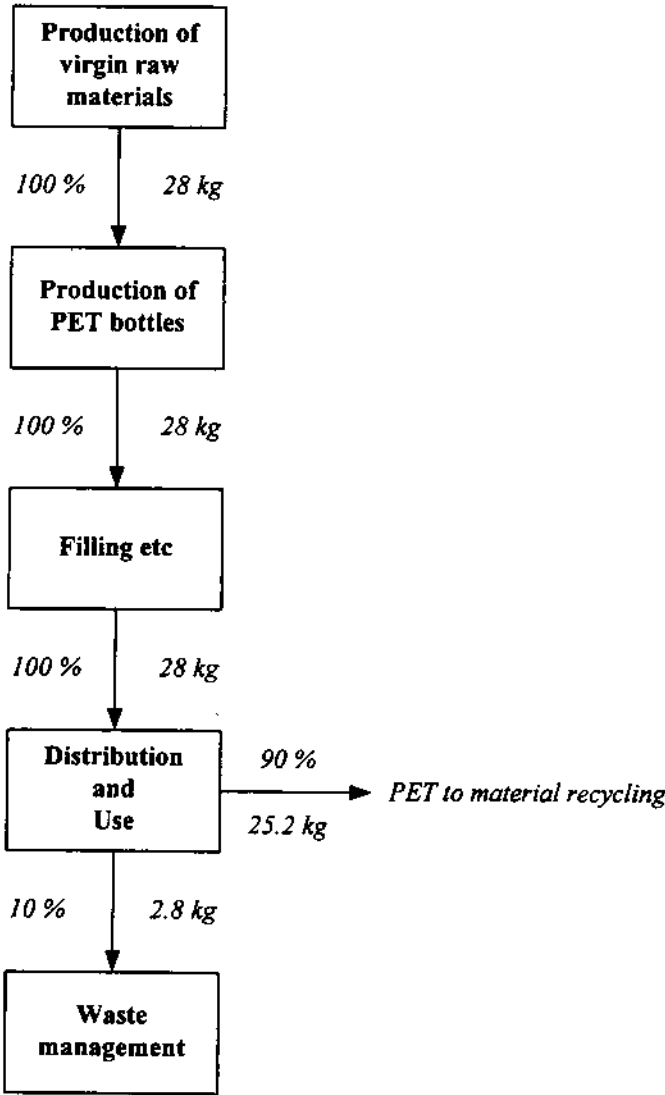 Production of
virgin raw
materials
100 % 28 kg
Production of
PET bottles
100 % 28 kg
Filling etc
100 % 28 kg
Distribution
and
Use
90 %
PET to material recycling
25.2 kg
10 % 2.8 kg
Waste
management